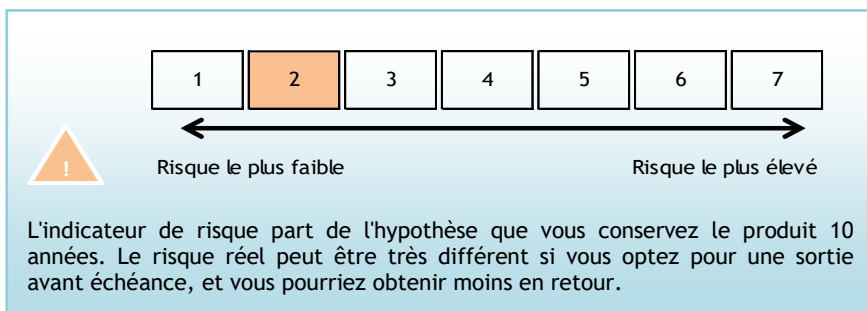 1 2 3 4 5 6 7
Risque le plus faible Risque le plus élevé
!
L'indicateur de risque part de l'hypothèse que vous conservez le produit 10
années. Le risque réel peut être très différent si vous optez pour une sortie
avant échéance, et vous pourriez obtenir moins en retour.